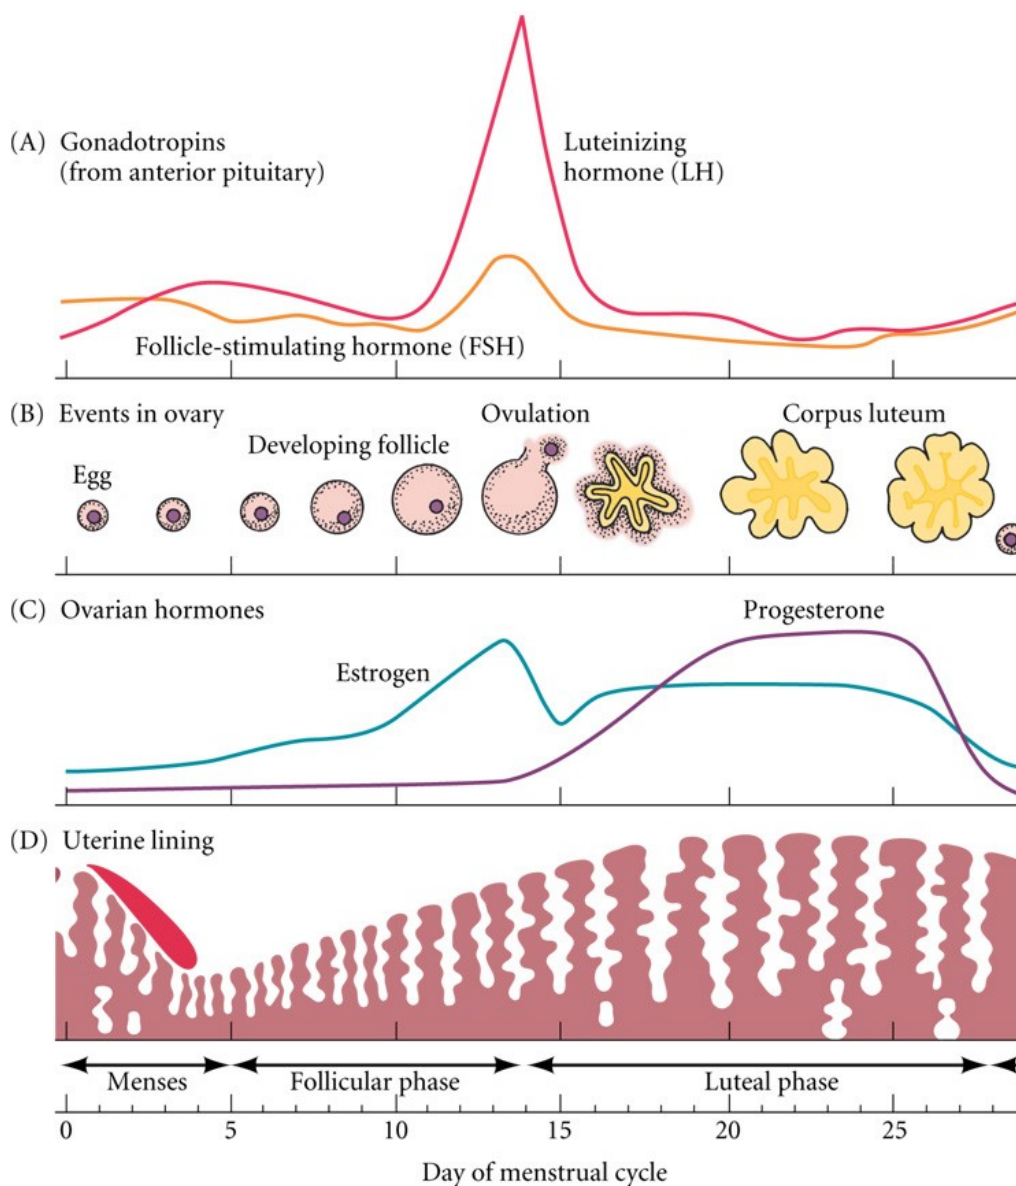 (A) Gonadotropins
(from anterior pituitary)
Luteinizing
hormone (LH)
Follicle-stimulating hormone (FSH)
(B) Events in ovary
Ovulation
Corpus luteum
Developing follicle
Egg
(C) Ovarian hormones
Progesterone
Estrogen
(D) Uterine lining
Menses
Follicular phase
Luteal phase
0 5 10 15 20 25
Day of menstrual cycle